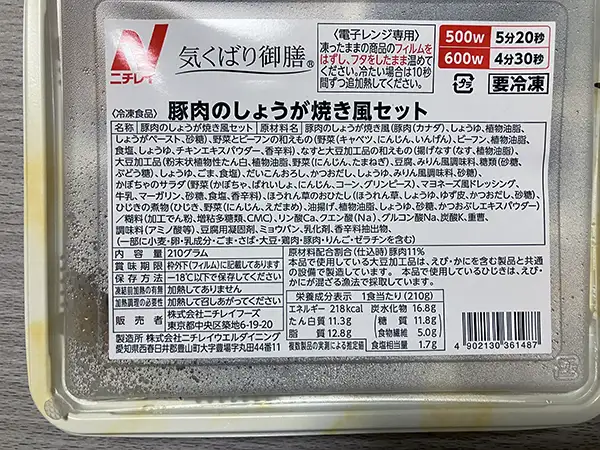 ニチレイ
気くばり御膳®
〈電子レンジ専用〉
凍ったままの商品のフィルムを
はずし、フタをしたまま温めて
ください。冷たい場合は10秒
間ずつ追加熱してください。
500W 5分20秒
600W 4分30秒
プラ
要冷凍
〈冷凍食品〉 豚肉のしょうが焼き風セット
名称 豚肉のしょうが焼き風セット 原材料名 豚肉のしょうが焼き風(豚肉(カナダ)、しょうゆ、植物油脂、
しょうがペースト、砂糖)、野菜とビーフンの和えもの(野菜(キャベツ、にんじん、いんげん)、ビーフン、植物油脂、
食塩、しょうゆ、チキンエキスパウダー、香辛料)、なすと大豆加工品の和えもの(揚げなす(なす、植物油脂)、
大豆加工品(粉末状植物性たん白、植物油脂、野菜(にんじん、たまねぎ)、豆腐、みりん風調味料、糖類(砂糖、
ぶどう糖)、しょうゆ、ごま、食塩)、だいこんおろし、かつおだし、しょうゆ、みりん風調味料、砂糖)、
かぼちゃのサラダ(野菜(かぼちゃ、ばれいしょ、にんじん、コーン、グリンピース)、マヨネーズ風ドレッシング、
牛乳、マーガリン、砂糖、食塩、香辛料)、ほうれん草のおひたし(ほうれん草、しょうゆ、ゆず皮、かつおだし、砂糖)、
ひじきの煮物(ひじき、野菜(にんじん、えだまめ)、油揚げ、植物油脂、しょうゆ、砂糖、かつおぶしエキスパウダー)
/糊料(加工でん粉、増粘多糖類、CMC)、リン酸Ca、クエン酸(Na)、グルコン酸Na、炭酸K、重曹、
調味料(アミノ酸等)、豆腐用凝固剤、ミョウバン、乳化剤、香辛料抽出物、
(一部に小麦・卵・乳成分・ごま・さば・大豆・鶏肉・豚肉・りんご・ゼラチンを含む)
内容量 210グラム
賞味期限 枠外下(フィルム)に記載してあります
保存方法 -18℃以下で保存してください
凍結前加熱の有無 加熱してありません
加熱調理の必要性 加熱して召しあがってください
販売者 株式会社ニチレイフーズ
東京都中央区築地6-19-20
製造所 株式会社ニチレイウエルダイニング
愛知県西春日井郡豊山町大字豊場字丸田44番11
原材料配合割合(仕込時)豚肉11%
本品で使用している大豆加工品は、えび・かにを含む製品と共通
の設備で製造しています。 本品で使用しているひじきは、えび・
かにが混ざる漁法で採取しています。
栄養成分表示 1食当たり(210g)
エネルギー 218kcal 炭水化物 16.8g
たん白質 11.3g 糖質 11.8g
脂質 12.8g 食物繊維 5.0g
複数製品の実測による推定値 食塩相当量 1.7g
4 902130 361487